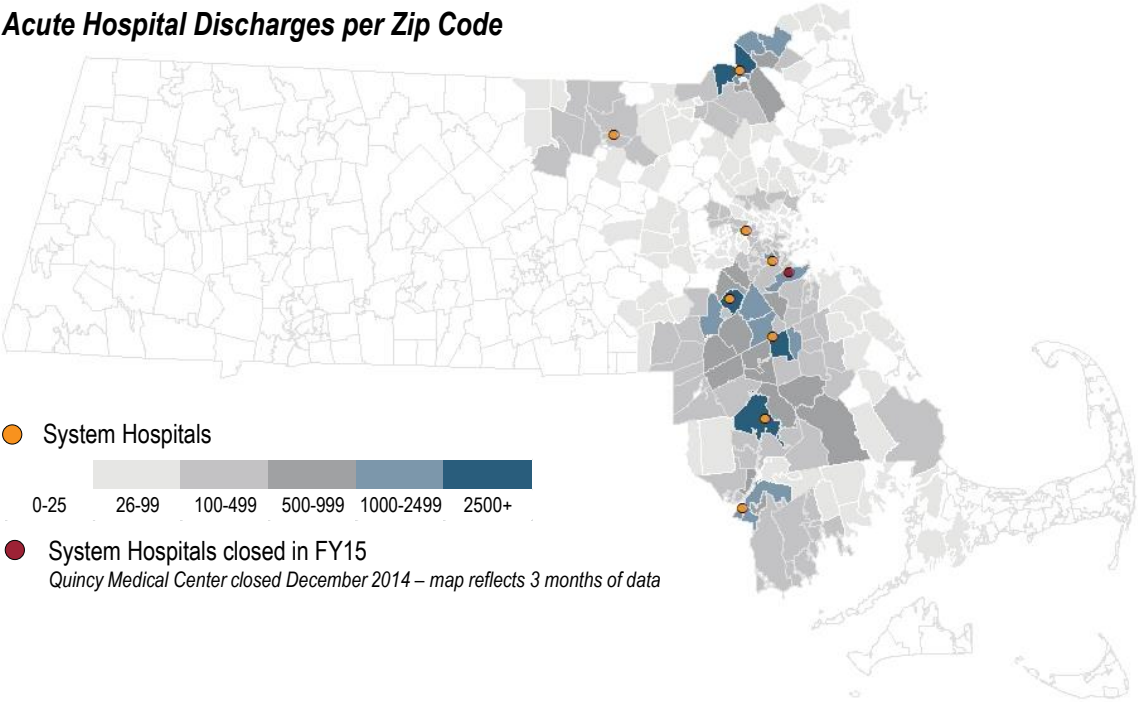 Acute Hospital Discharges per Zip Code
System Hospitals
0-25 26-99 100-499 500-999 1000-2499 2500+
System Hospitals closed in FY15
Quincy Medical Center closed December 2014 – map reflects 3 months of data